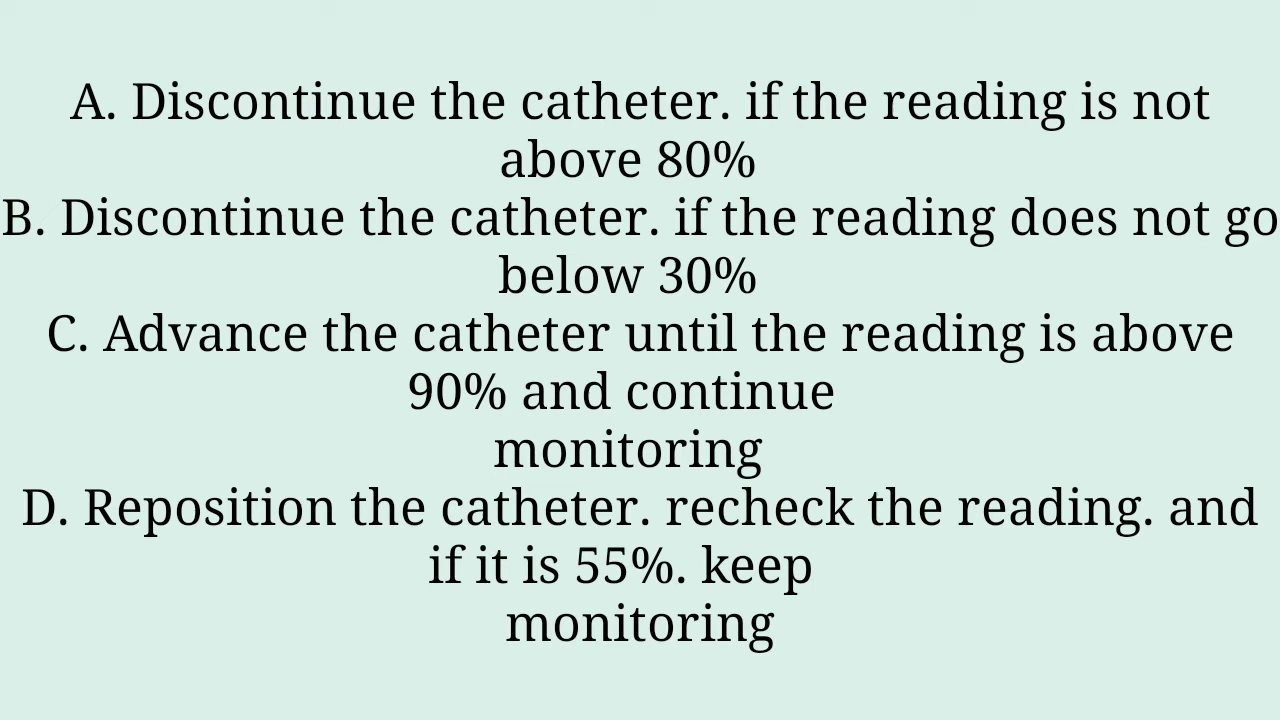 A. Discontinue the catheter. if the reading is not
above 80%
B. Discontinue the catheter. if the reading does not go
below 30%
C. Advance the catheter until the reading is above
90% and continue
monitoring
D. Reposition the catheter. recheck the reading. and
if it is 55%. keep
monitoring